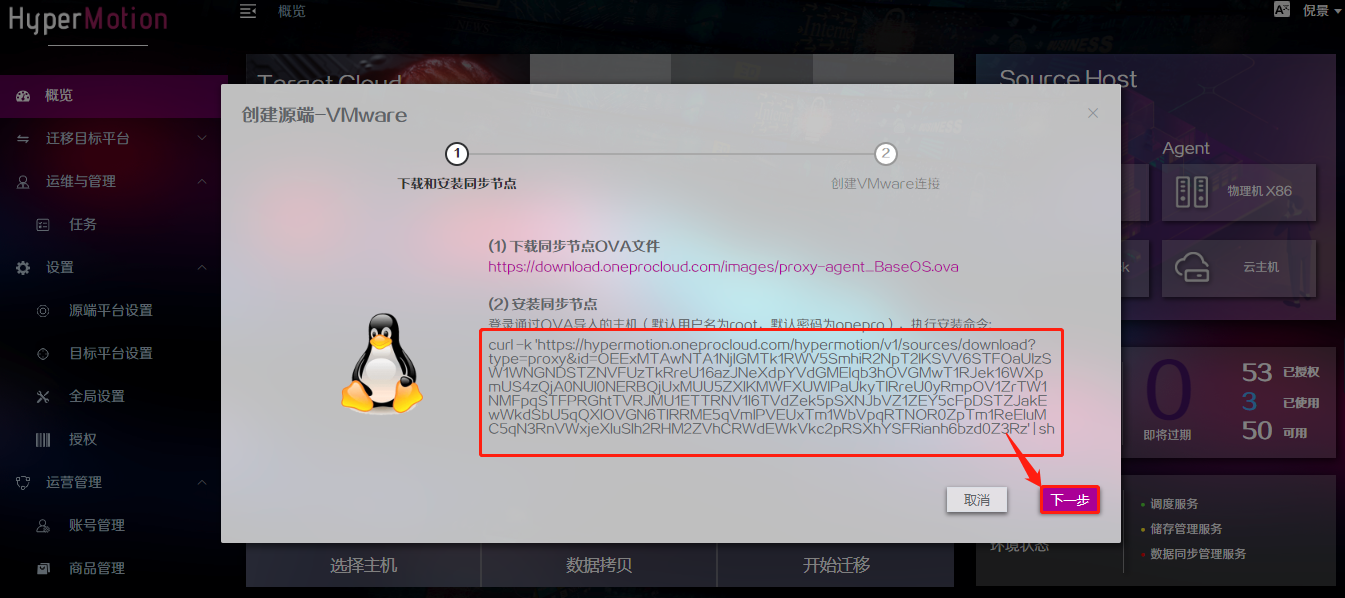 HyperMotion
概览
倪景
概览
迁移目标平台
运维与管理
任务
设置
源端平台设置
目标平台设置
全局设置
授权
运营管理
账号管理
商品管理
Target Cloud
Source Host
创建源端-VMware
1
2
下载和安装同步节点
创建VMware连接
(1) 下载同步节点OVA文件
https://download.oneprocloud.com/images/proxy-agent_BaseOS.ova
(2) 安装同步节点
登录通过OVA导入的主机（默认用户名为root，默认密码为onepro），执行安装命令:
curl -k 'https://hypermotion.oneprocloud.com/hypermotion/v1/sources/download?
type=proxy&id=OEExMTAwNTA1NjlGMTk1RWV5SmhiR2NpT2lKSVV6STFOaUlzS
W1WNGNDSTZNVFUzTkRreU16azJNeXdpYVdGMElqb3hOVGMwT1RJek16WXp
mUS4zQjA0NUI0NERBQjUxMUU5ZXlKMWFXUWlPaUkyTlRreU0yRmpOV1ZrTW1
NMFpqSTFPRGhtTVRJMU1ETTRNV1l6TVdZek5pSXNJbVZ1ZEY5cFpDSTZJakE
wWkdSbU5qQXlOVGN6TlRRME5qVmlPVEUxTm1WbVpqRTNOR0ZpTm1ReEluM
C5qN3RnVWxjeXluSlh2RHM2ZVhCRWdEWkVkc2pRSXhYSFRianh6bzd0Z3Rz' | sh
取消
下一步
Agent
物理机 X86
k
云主机
0
即将过期
53 已授权
3 已使用
50 可用
调度服务
储存管理服务
环境状态
数据同步管理服务
选择主机
数据拷贝
开始迁移